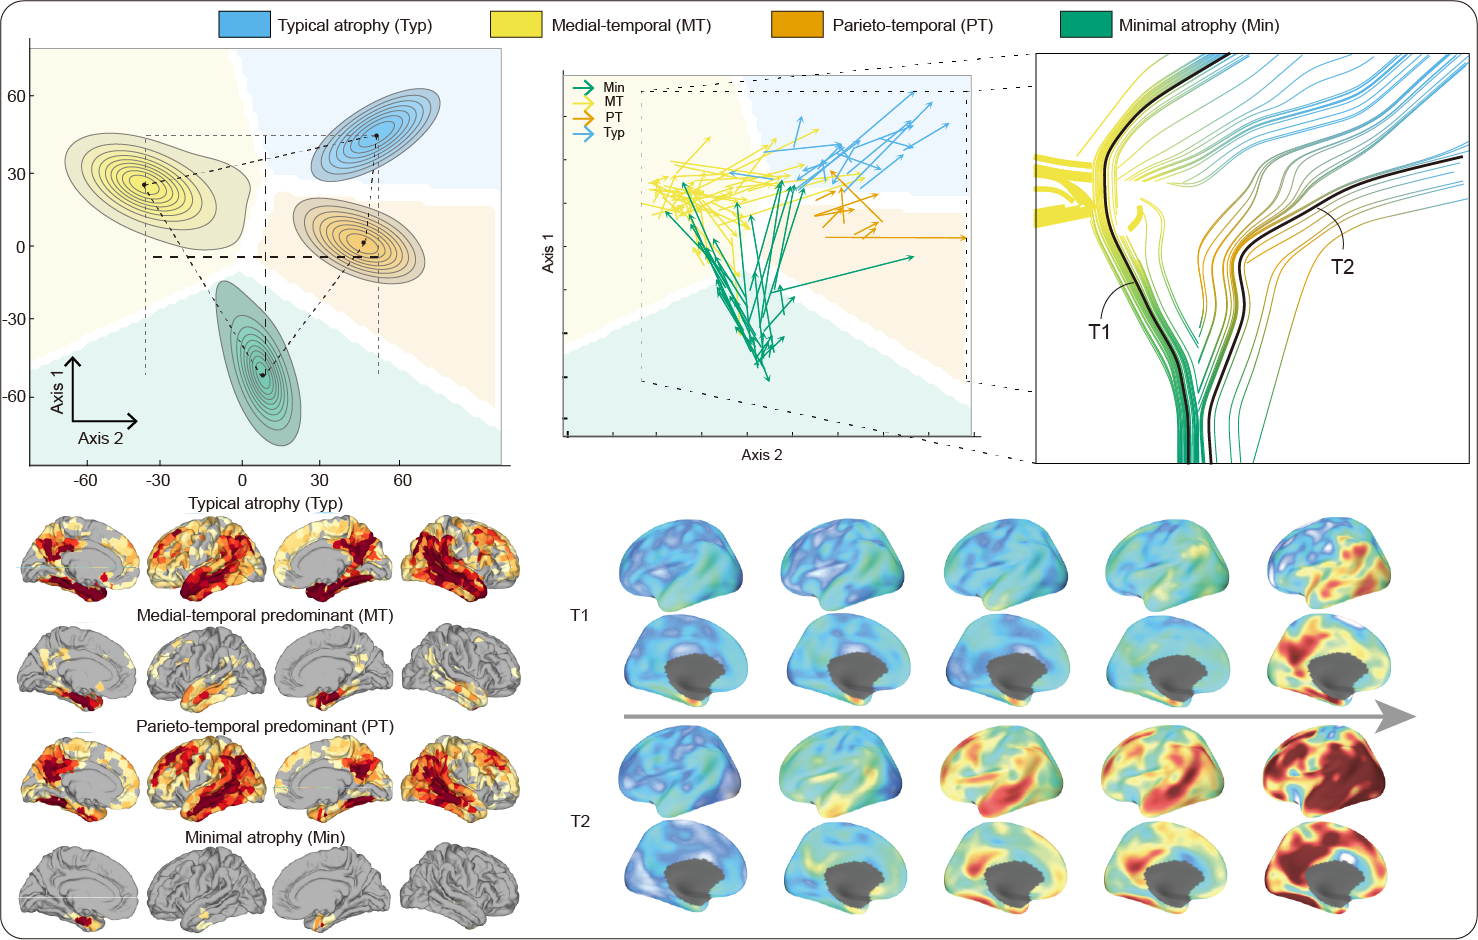 Typical atrophy (Typ)
Medial-temporal (MT)
Parieto-temporal (PT)
Minimal atrophy (Min)
60
30
0
-30
-60
Axis 1
Axis 2
-60
-30
0
30
60
Min
MT
PT
Typ
Axis 1
Axis 2
T1
T2
Typical atrophy (Typ)
Medial-temporal predominant (MT)
Parieto-temporal predominant (PT)
Minimal atrophy (Min)
T1
T2